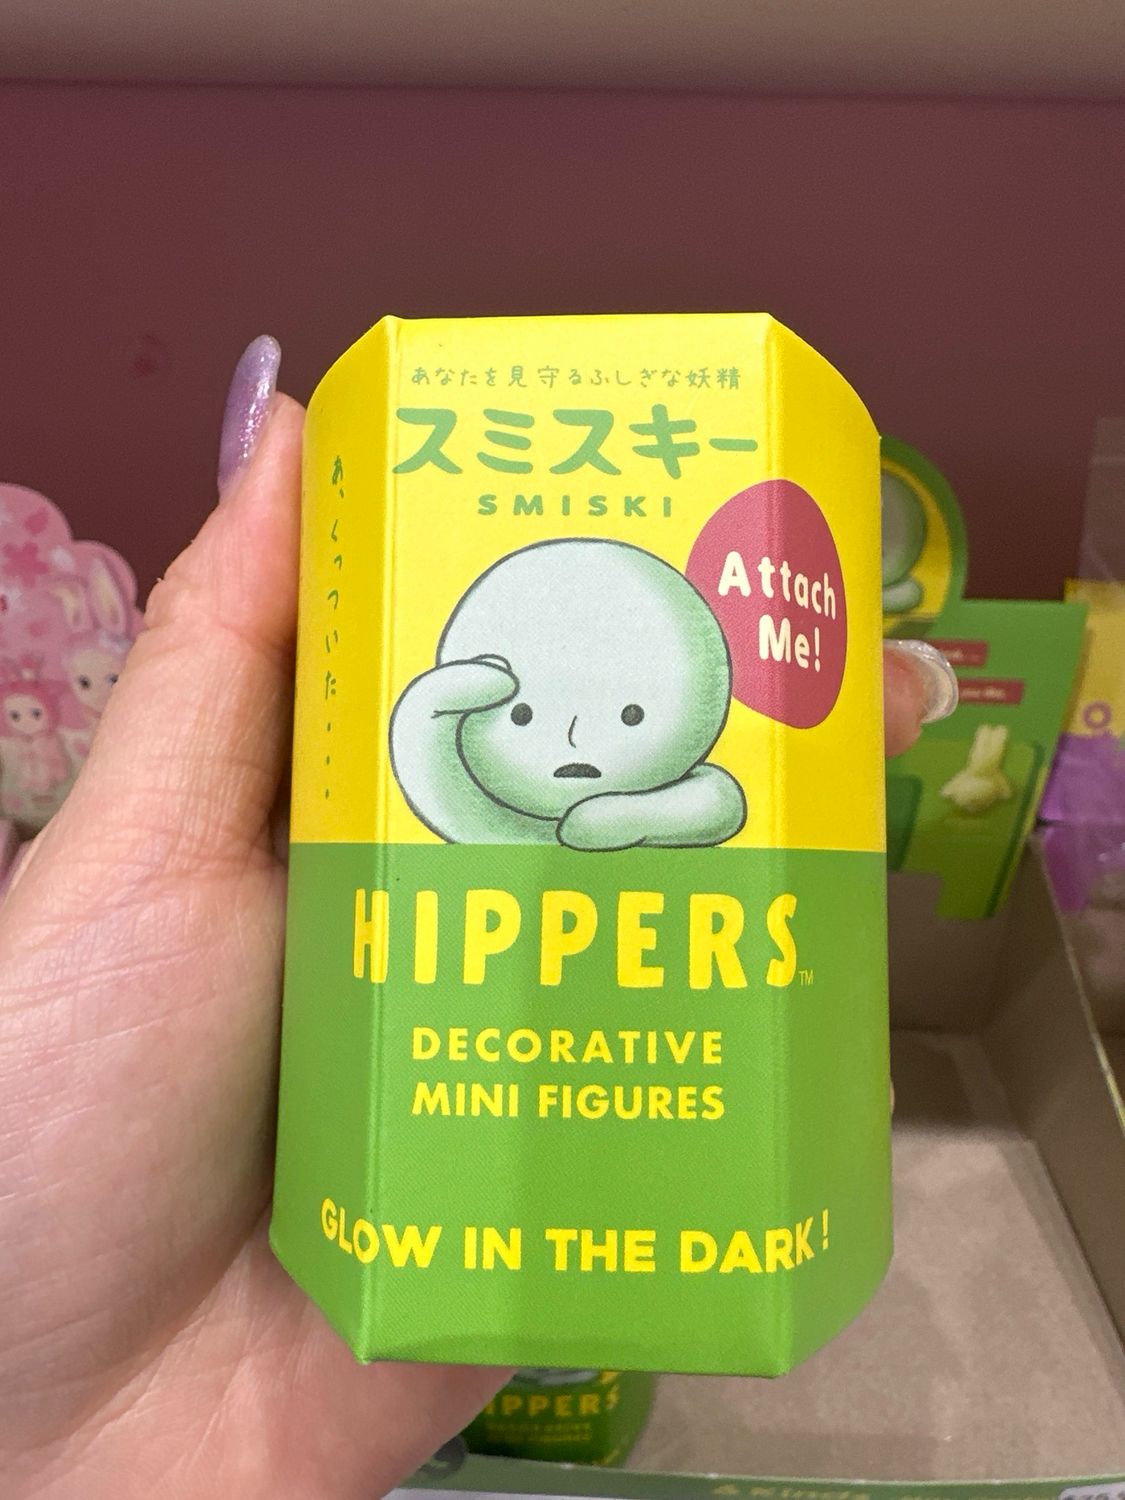 あなたを見守るふしぎな妖精
スミスキー
SMISKI
あ、くっついた・・・・
Attach
Me!
HIPPERS™
DECORATIVE
MINI FIGURES
GLOW IN THE DARK!
HIPPERS